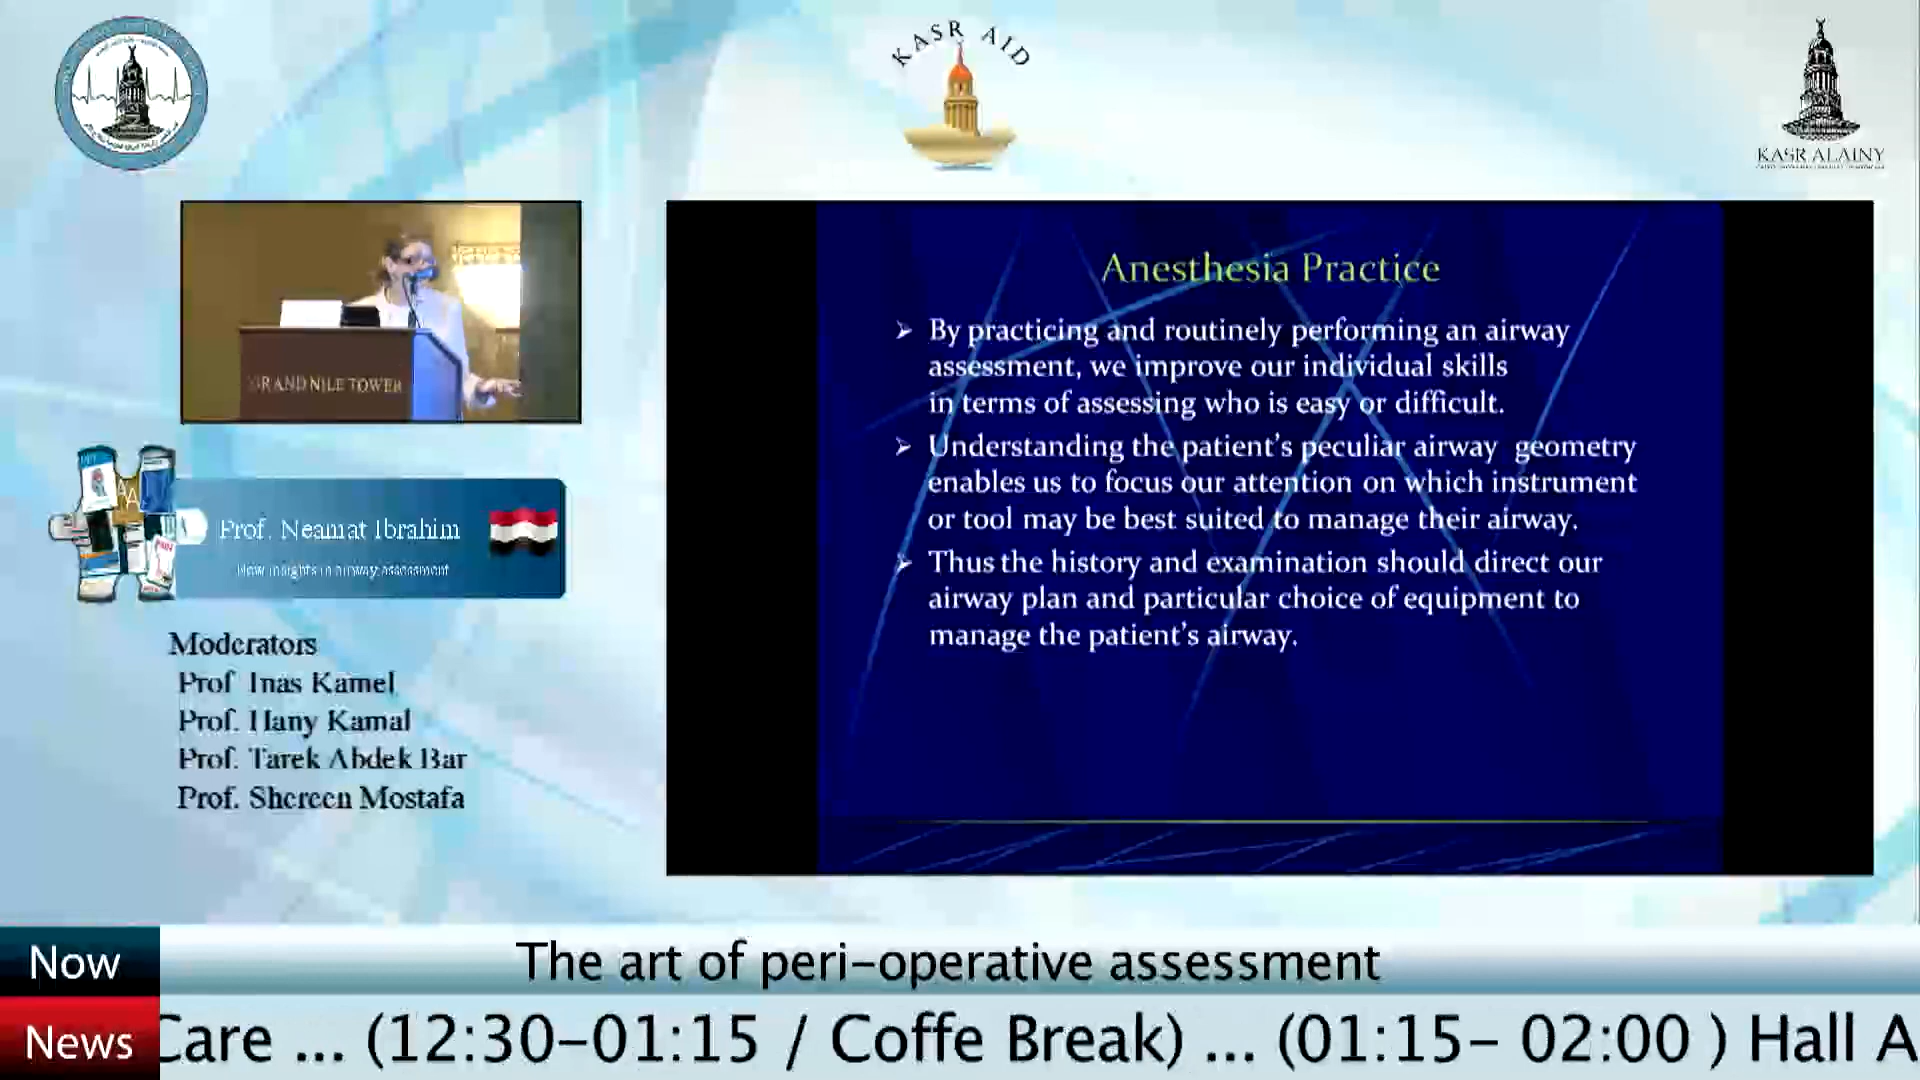 KASR AID
KASR ALAINY
GRAND NILE TOWER
Prof. Neamat Ibrahim
New insights in airway assessment
Moderators
Prof Inas Kamel
Prof. Hany Kamal
Prof. Tarek Abdek Bar
Prof. Shereen Mostafa
Anesthesia Practice
➢ By practicing and routinely performing an airway
assessment, we improve our individual skills
in terms of assessing who is easy or difficult.
➢ Understanding the patient's peculiar airway geometry
enables us to focus our attention on which instrument
or tool may be best suited to manage their airway.
➢ Thus the history and examination should direct our
airway plan and particular choice of equipment to
manage the patient's airway.
Now
The art of peri-operative assessment
News
Care ... (12:30-01:15 / Coffe Break) ... (01:15- 02:00 ) Hall A